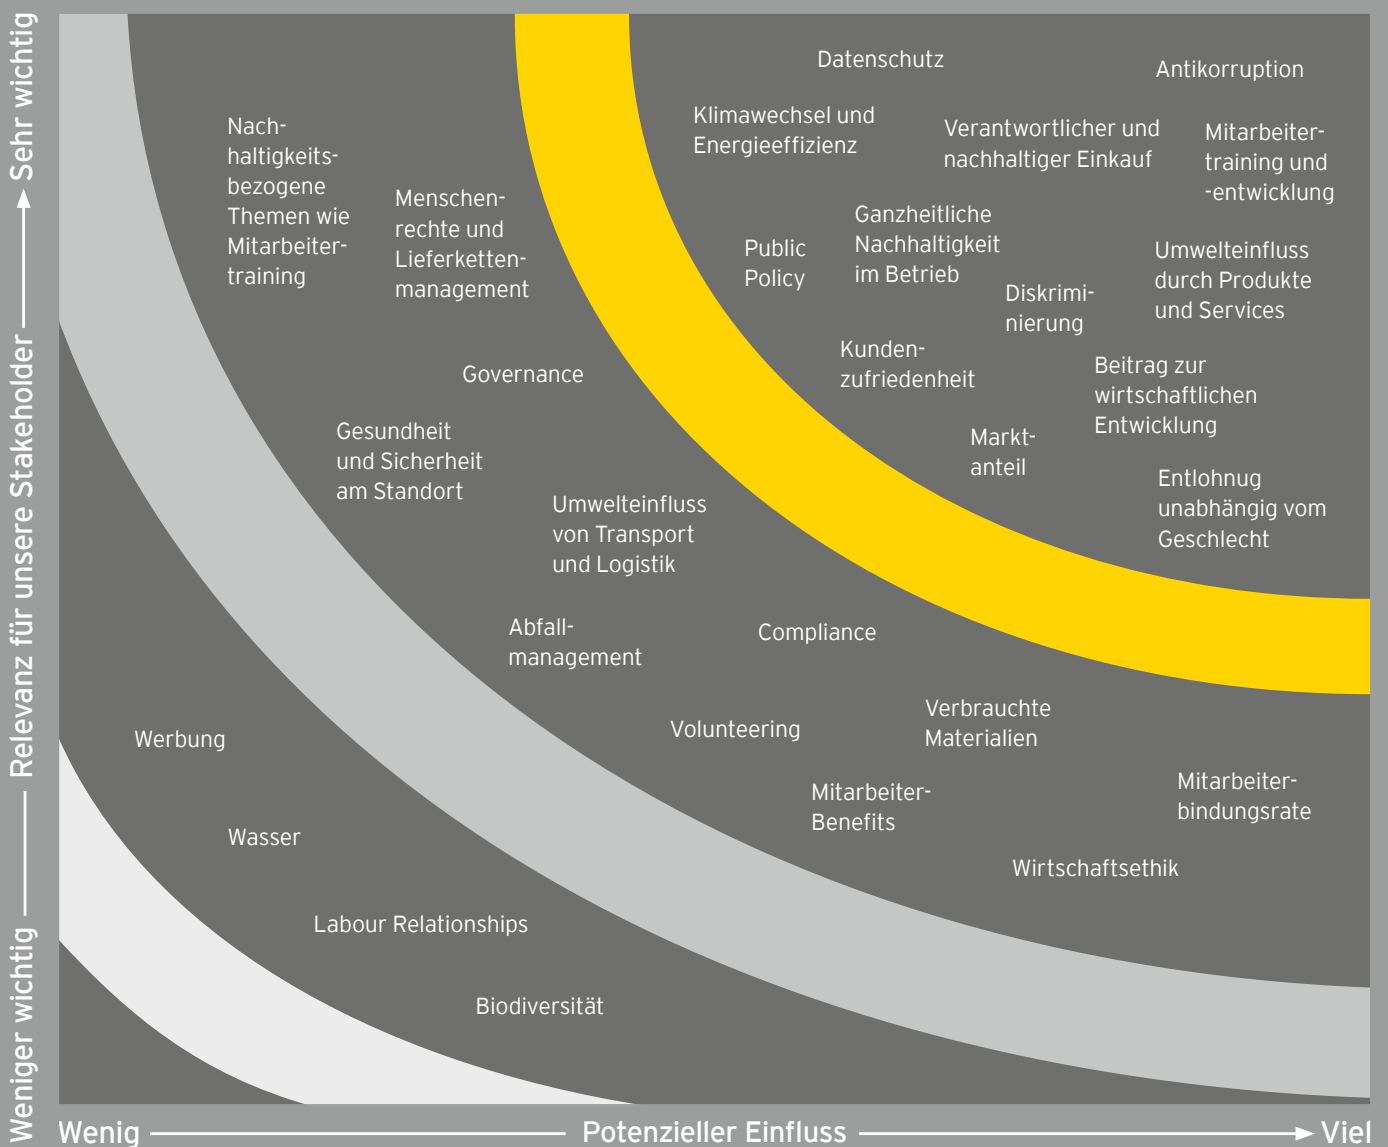 Sehr wichtig
Relevanz für unsere Stakeholder
Weniger wichtig
Datenschutz
Antikorruption
Klimawechsel und
Energieeffizienz
Verantwortlicher und
nachhaltiger Einkauf
Mitarbeiter-
training und
-entwicklung
Nach-
haltigkeits-
bezogene
Themen wie
Mitarbeiter-
training
Menschen-
rechte und
Lieferketten-
management
Public
Policy
Ganzheitliche
Nachhaltigkeit
im Betrieb
Umwelteinfluss
durch Produkte
und Services
Diskrimi-
nierung
Kunden-
zufriedenheit
Beitrag zur
wirtschaftlichen
Entwicklung
Governance
Markt-
anteil
Gesundheit
und Sicherheit
am Standort
Entlohnug
unabhängig vom
Geschlecht
Umwelteinfluss
von Transport
und Logistik
Abfall-
management
Compliance
Volunteering
Verbrauchte
Materialien
Werbung
Mitarbeiter-
Benefits
Mitarbeiter-
bindungsrate
Wasser
Wirtschaftsethik
Labour Relationships
Biodiversität
Wenig
Potenzieller Einfluss
Viel